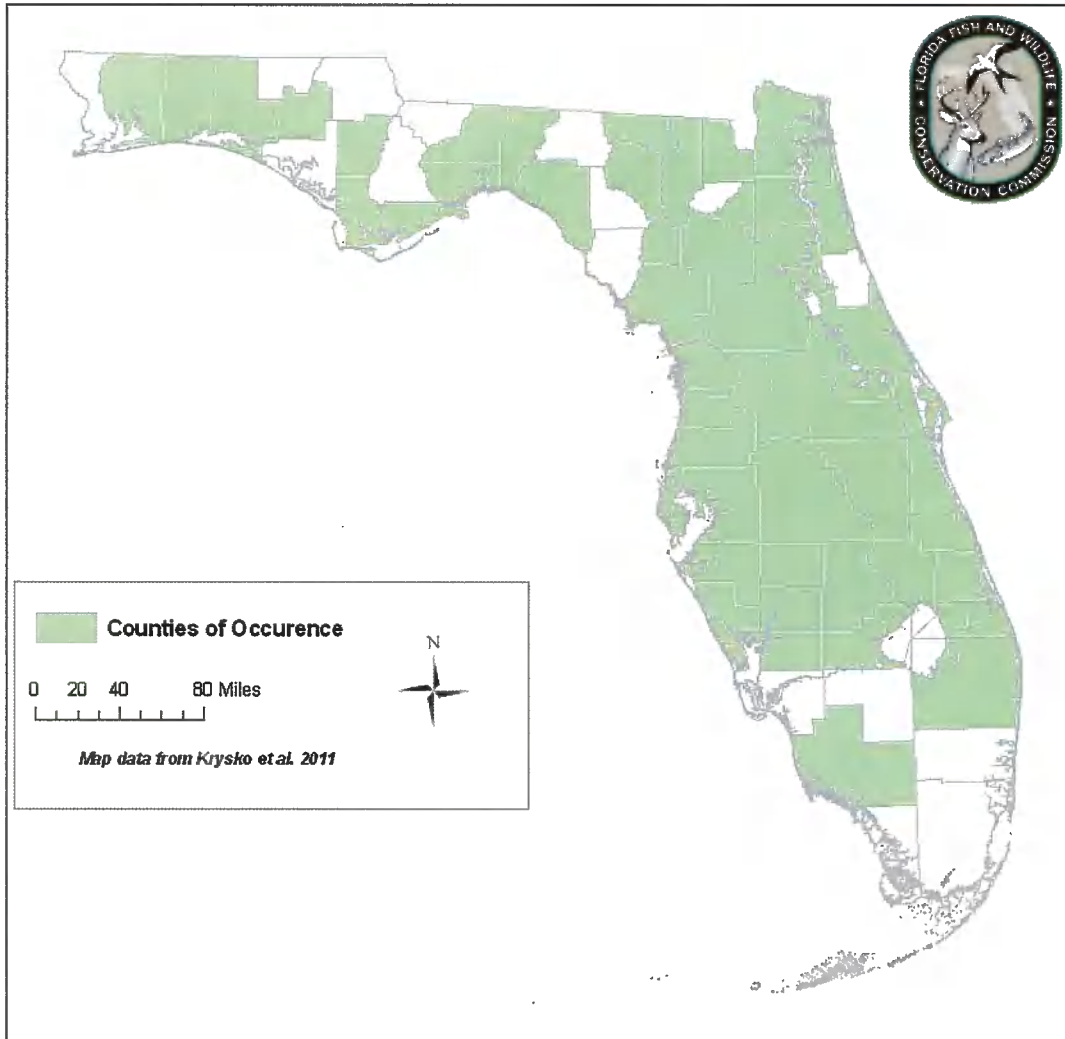 FLORIDA FISH AND WILDLIFE
CONSERVATION COMMISSION
Counties of Occurence
N
0 20 40 80 Miles
Map data from Krysko et al. 2011